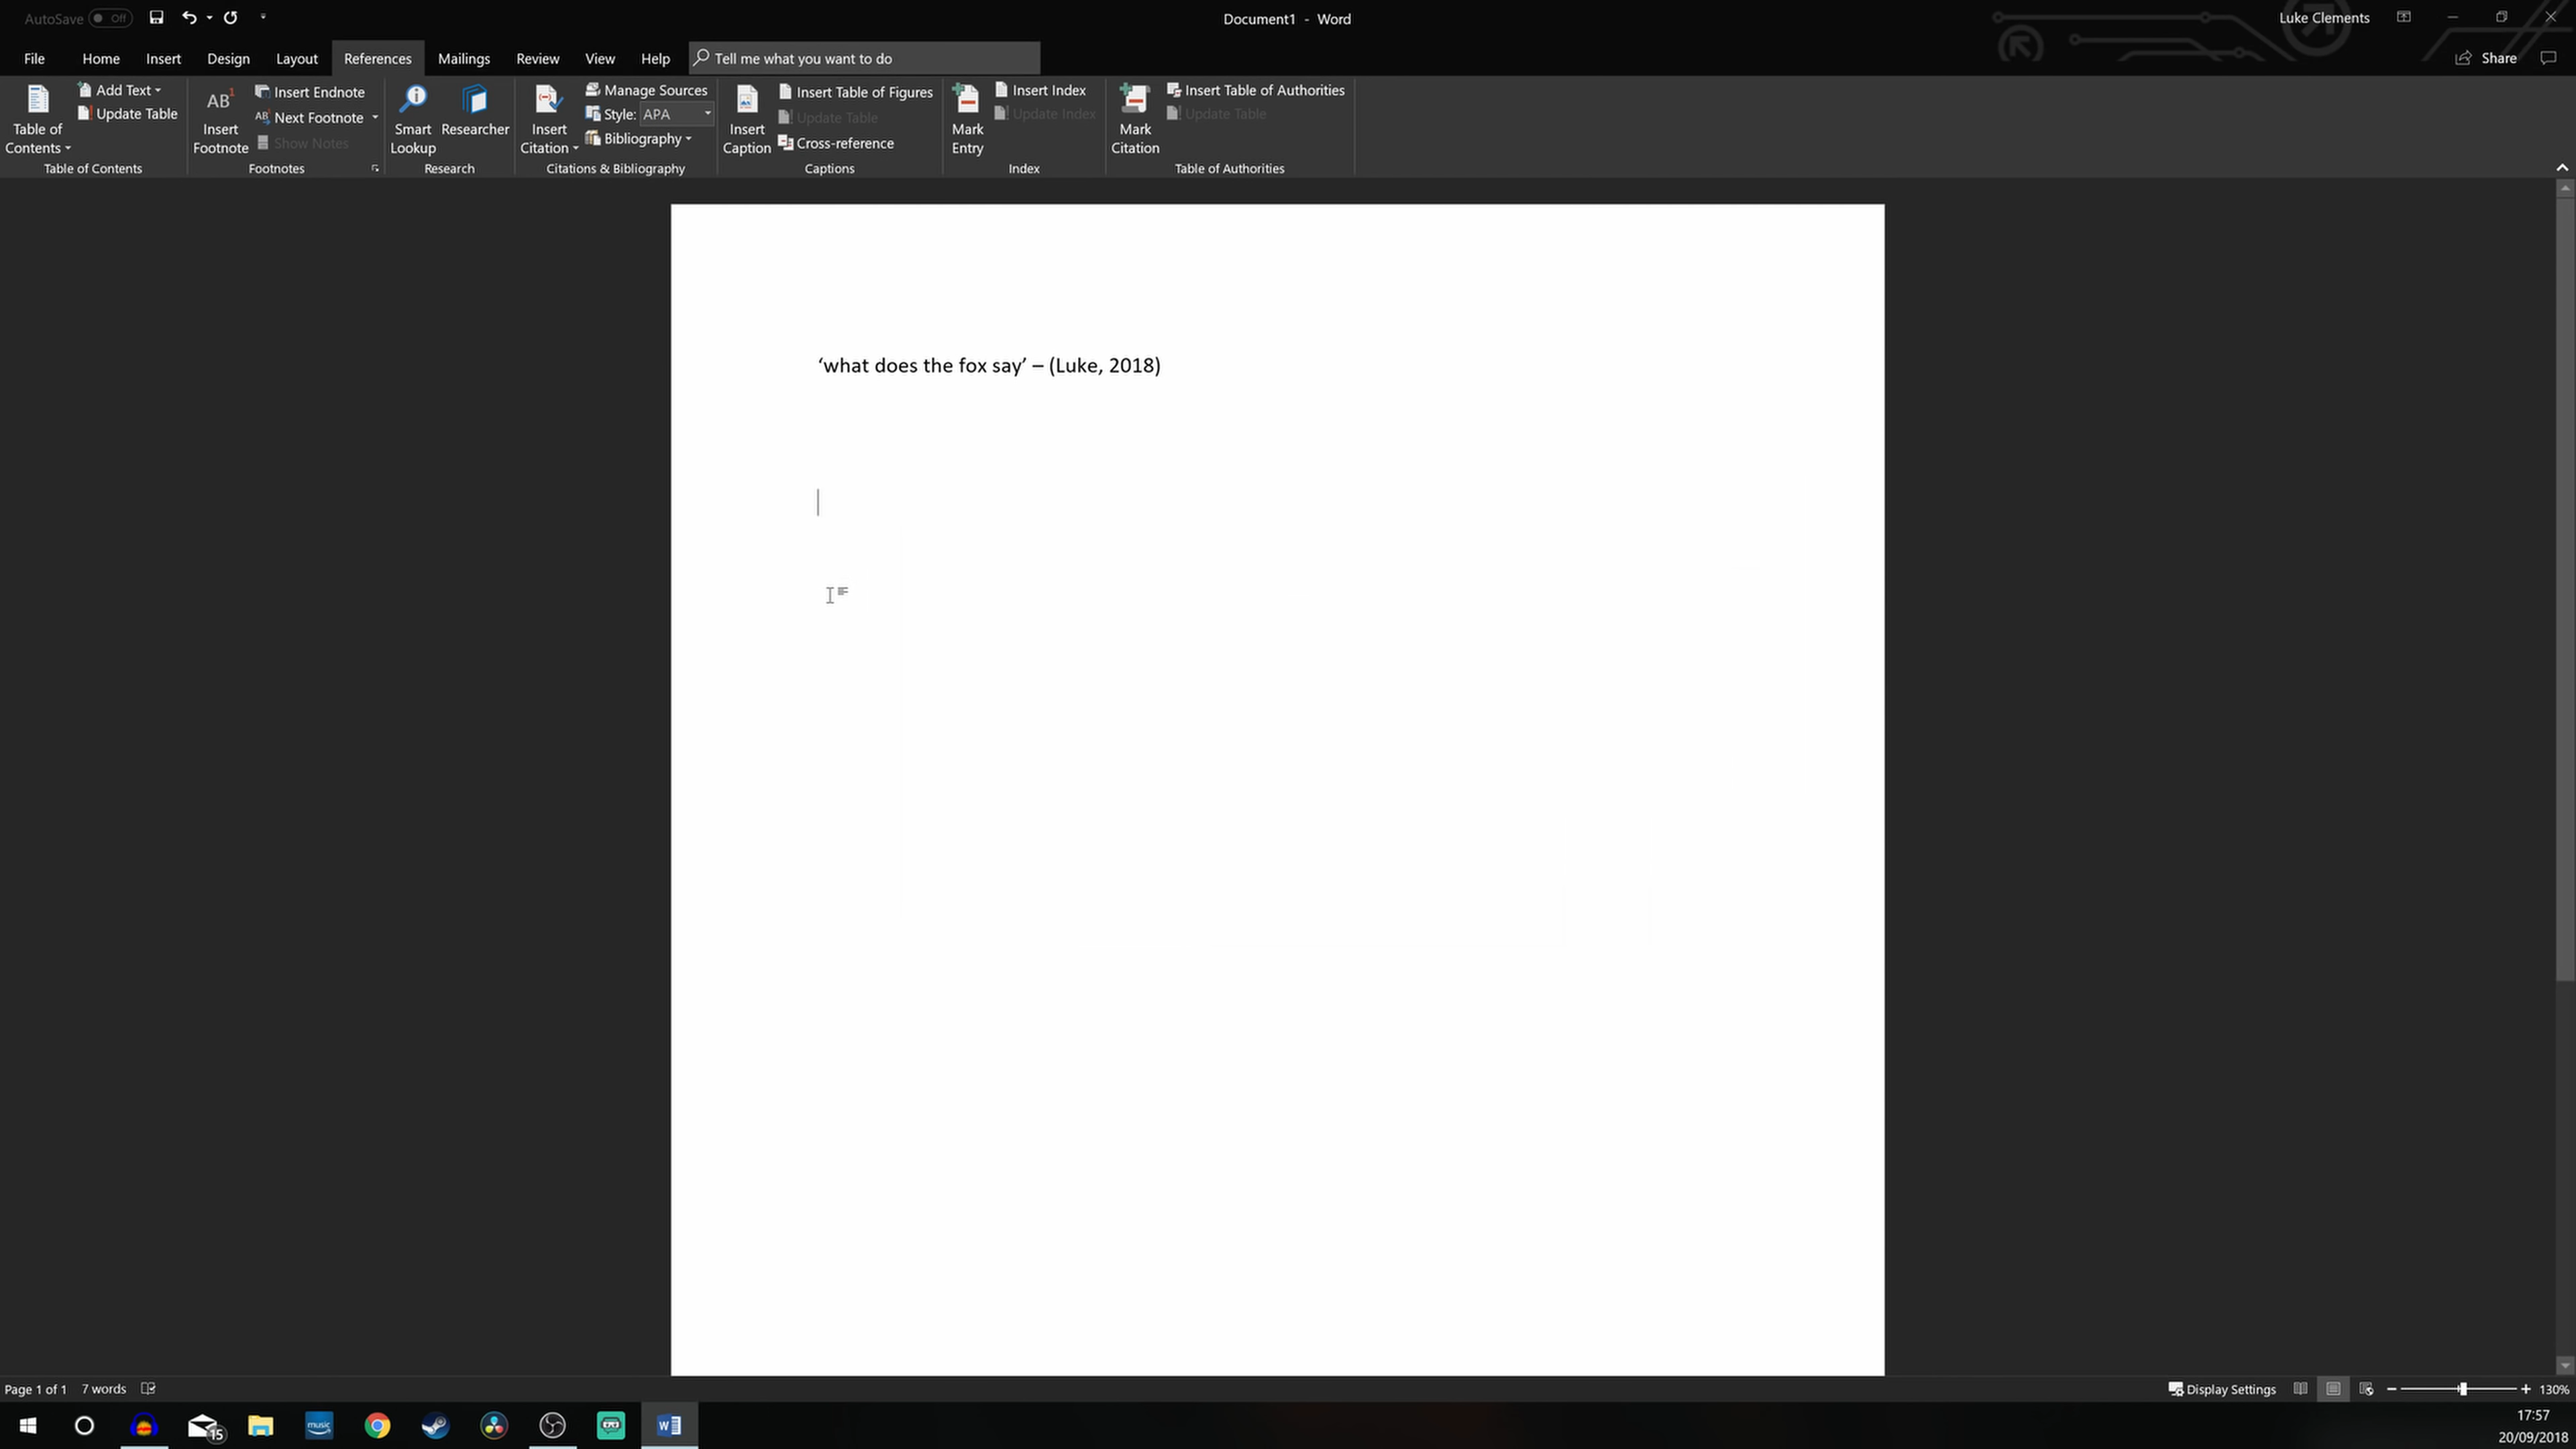 AutoSave Off
Document1 - Word
Luke Clements
File Home Insert Design Layout References Mailings Review View Help Tell me what you want to do
Share
Table of Contents
Add Text
Update Table
Table of Contents
AB1 Insert Footnote
Insert Endnote
AB1 Next Footnote
Show Notes
Footnotes
Smart Lookup
Researcher
Research
Insert Citation
Manage Sources
Style: APA
Bibliography
Citations & Bibliography
Insert Caption
Insert Table of Figures
Update Table
Cross-reference
Captions
Mark Entry
Insert Index
Update Index
Index
Mark Citation
Insert Table of Authorities
Update Table
Table of Authorities
‘what does the fox say’ – (Luke, 2018)
Page 1 of 1 7 words
Display Settings
130%
15
music
W
17:57
20/09/2018